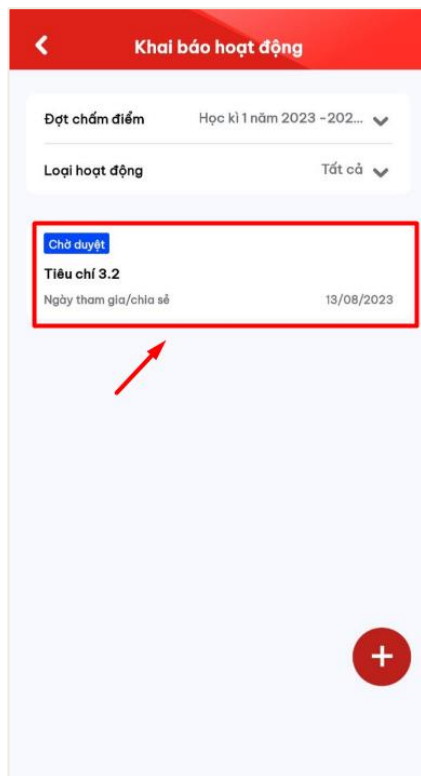 Khai báo hoạt động
Đợt chấm điểm Học kì 1 năm 2023 -202...
Loại hoạt động Tất cả
Chờ duyệt
Tiêu chí 3.2
Ngày tham gia/chia sẻ 13/08/2023
+